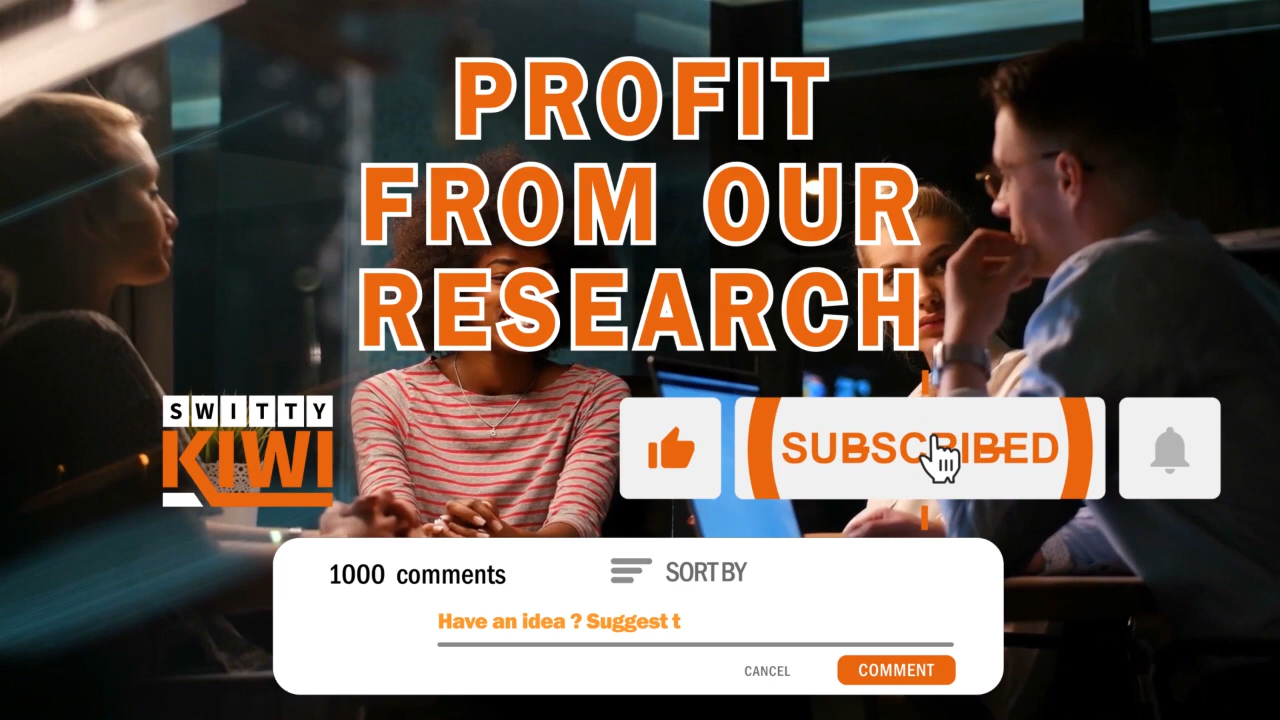 PROFIT
FROM OUR
RESEARCH
SWITTY
KIWI
SUBSCRIBED
1000 comments
SORT BY
Have an idea ? Suggest t
CANCEL
COMMENT